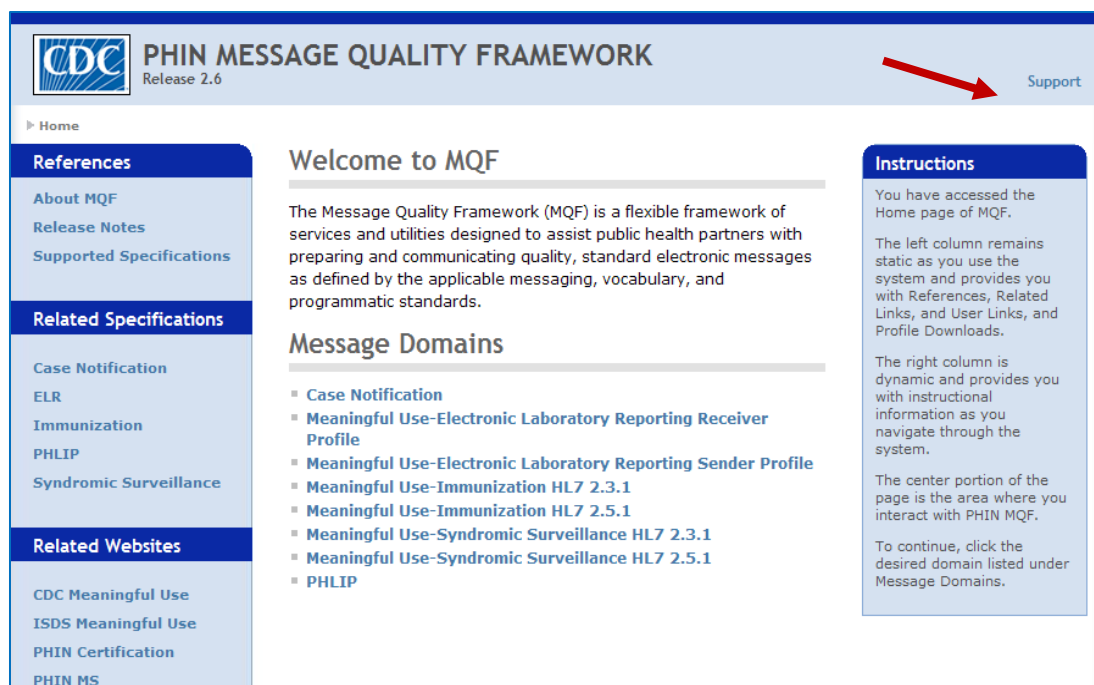 CDC
PHIN MESSAGE QUALITY FRAMEWORK
Release 2.6
Support
Home
References
About MQF
Release Notes
Supported Specifications
Related Specifications
Case Notification
ELR
Immunization
PHLIP
Syndromic Surveillance
Related Websites
CDC Meaningful Use
ISDS Meaningful Use
PHIN Certification
PHIN MS
Welcome to MQF
The Message Quality Framework (MQF) is a flexible framework of
services and utilities designed to assist public health partners with
preparing and communicating quality, standard electronic messages
as defined by the applicable messaging, vocabulary, and
programmatic standards.
Message Domains
Case Notification
Meaningful Use-Electronic Laboratory Reporting Receiver
Profile
Meaningful Use-Electronic Laboratory Reporting Sender Profile
Meaningful Use-Immunization HL7 2.3.1
Meaningful Use-Immunization HL7 2.5.1
Meaningful Use-Syndromic Surveillance HL7 2.3.1
Meaningful Use-Syndromic Surveillance HL7 2.5.1
PHLIP
Instructions
You have accessed the
Home page of MQF.
The left column remains
static as you use the
system and provides you
with References, Related
Links, and User Links, and
Profile Downloads.
The right column is
dynamic and provides you
with instructional
information as you
navigate through the
system.
The center portion of the
page is the area where you
interact with PHIN MQF.
To continue, click the
desired domain listed under
Message Domains.